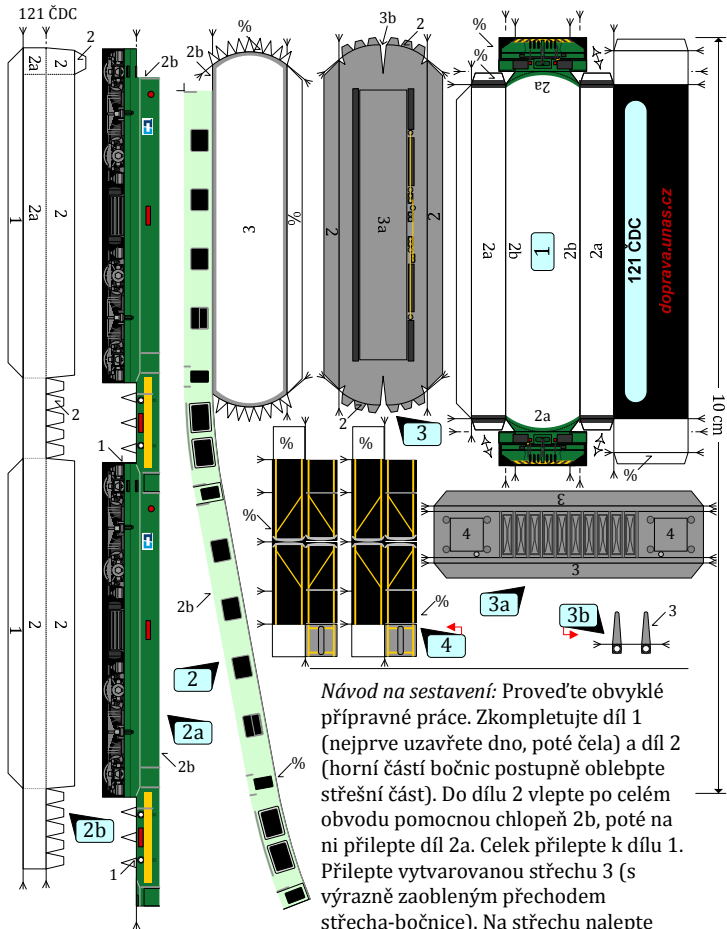 121 ČDC
2
2a
2
2b
%
2b
3b
2
%
%
2a
2a
2
1
3
%
3a
2
2
2a
2b
1
2b
2a
121 ČDC
doprava.unas.cz
10 cm
2
2
3
2a
%
1
%
%
3
4
4
3
%
2b
%
3a
3b
3
4
1
2
2
2
2a
2b
%
2b
1
Návod na sestavení: Proveďte obvyklé
přípravné práce. Zkompletujte díl 1
(nejprve uzavřete dno, poté čela) a díl 2
(horní částí bočnic postupně oblebpte
střešní část). Do dílu 2 vlepte po celém
obvodu pomocnou chlopeň 2b, poté na
ni přilepte díl 2a. Celek přilepte k dílu 1.
Přilepte vytvarovanou střechu 3 (s
výrazně zaobleným přechodem
střecha-bočnice). Na střechu nalepte